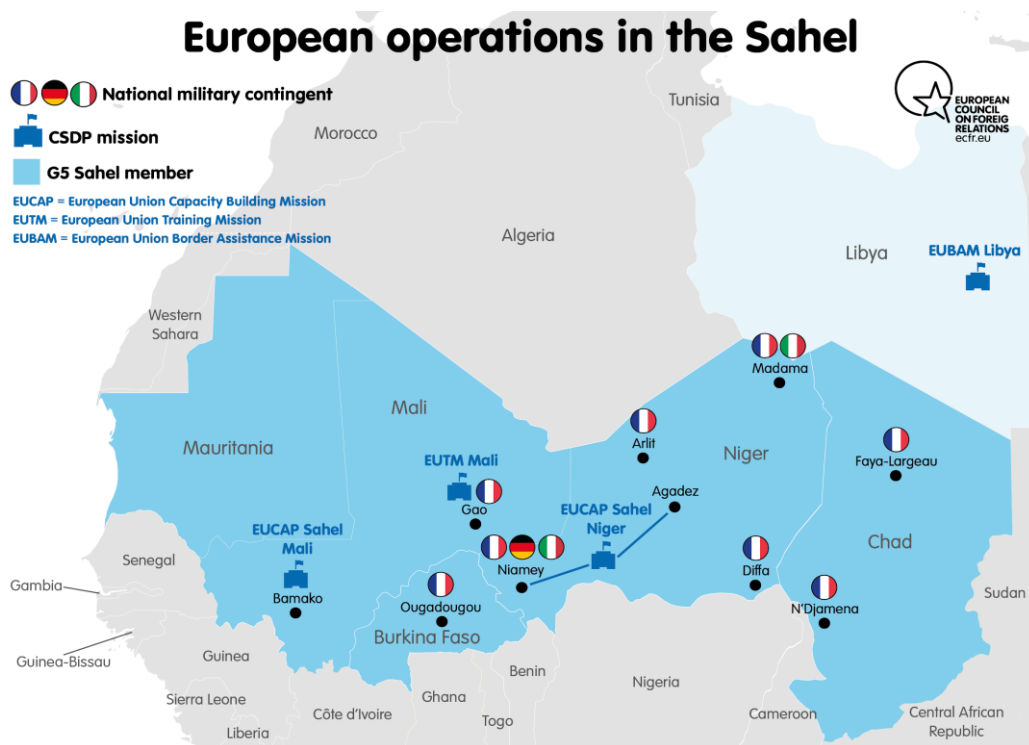 European operations in the Sahel
National military contingent
CSDP mission
G5 Sahel member
EUCAP = European Union Capacity Building Mission
EUTM = European Union Training Mission
EUBAM = European Union Border Assistance Mission
EUROPEAN
COUNCIL
ON FOREIG
RELATIONS
ecfr.eu
Tunisia
Morocco
Algeria
Libya
EUBAM Libya
Western
Sahara
Madama
Mali
Mauritania
Arlit
Niger
Faya-Largeau
EUTM Mali
Gao
Agadez
EUCAP Sahel
Niger
EUCAP Sahel
Mali
Chad
Senegal
Niamey
Diffa
Gambia
Bamako
Ougadougou
N'Djamena
Sudan
Burkina Faso
Guinea-Bissau
Guinea
Benin
Nigeria
Sierra Leone
Ghana
Liberia
Côte d'Ivoire
Togo
Cameroon
Central African
Republic